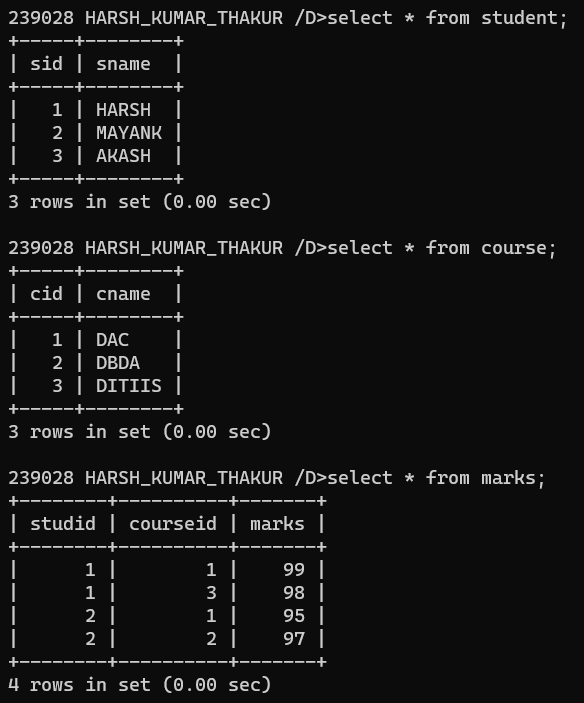 239028 HARSH_KUMAR_THAKUR /D>select * from student;
+-----+--------+
| sid | sname  |
+-----+--------+
|   1 | HARSH  |
|   2 | MAYANK |
|   3 | AKASH  |
+-----+--------+
3 rows in set (0.00 sec)

239028 HARSH_KUMAR_THAKUR /D>select * from course;
+-----+--------+
| cid | cname  |
+-----+--------+
|   1 | DAC    |
|   2 | DBDA   |
|   3 | DITIIS |
+-----+--------+
3 rows in set (0.00 sec)

239028 HARSH_KUMAR_THAKUR /D>select * from marks;
+--------+----------+-------+
| studid | courseid | marks |
+--------+----------+-------+
|      1 |        1 |    99 |
|      1 |        3 |    98 |
|      2 |        1 |    95 |
|      2 |        2 |    97 |
+--------+----------+-------+
4 rows in set (0.00 sec)